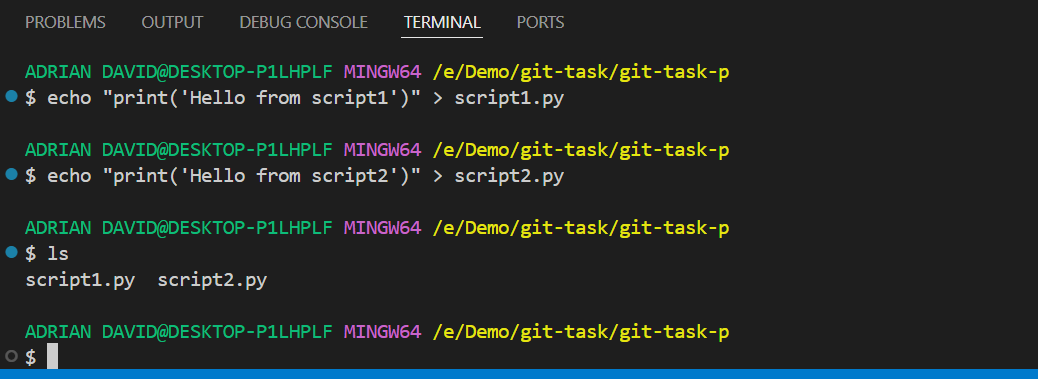 PROBLEMS OUTPUT DEBUG CONSOLE TERMINAL PORTS
ADRIAN DAVID@DESKTOP-P1LHPLF MINGW64 /e/Demo/git-task/git-task-p
$ echo "print('Hello from script1')" > script1.py
ADRIAN DAVID@DESKTOP-P1LHPLF MINGW64 /e/Demo/git-task/git-task-p
$ echo "print('Hello from script2')" > script2.py
ADRIAN DAVID@DESKTOP-P1LHPLF MINGW64 /e/Demo/git-task/git-task-p
$ ls
script1.py  script2.py
ADRIAN DAVID@DESKTOP-P1LHPLF MINGW64 /e/Demo/git-task/git-task-p
$